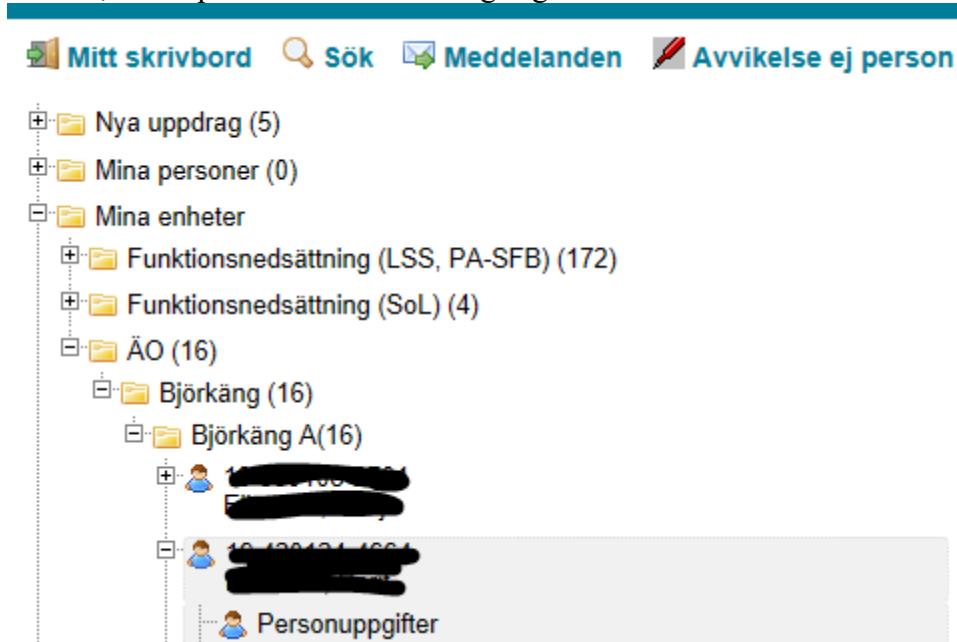 Mitt skrivbord Sök Meddelanden Avvikelse ej person
Nya uppdrag (5)
Mina personer (0)
Mina enheter
Funktionsnedsättning (LSS, PA-SFB) (172)
Funktionsnedsättning (SoL) (4)
ÄO (16)
Björkäng (16)
Björkäng A(16)
Personuppgifter